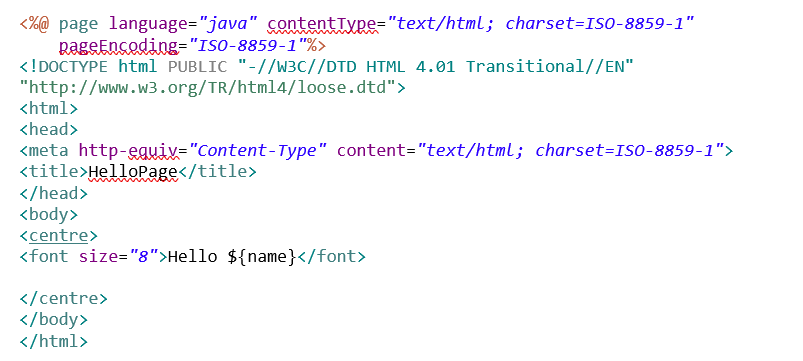 <%@ page language="java" contentType="text/html; charset=ISO-8859-1"
pageEncoding="ISO-8859-1"%>
<!DOCTYPE html PUBLIC "-//W3C//DTD HTML 4.01 Transitional//EN"
"http://www.w3.org/TR/html4/loose.dtd">
<html>
<head>
<meta http-equiv="Content-Type" content="text/html; charset=ISO-8859-1">
<title>HelloPage</title>
</head>
<body>
<centre>
<font size="8">Hello ${name}</font>
</centre>
</body>
</html>